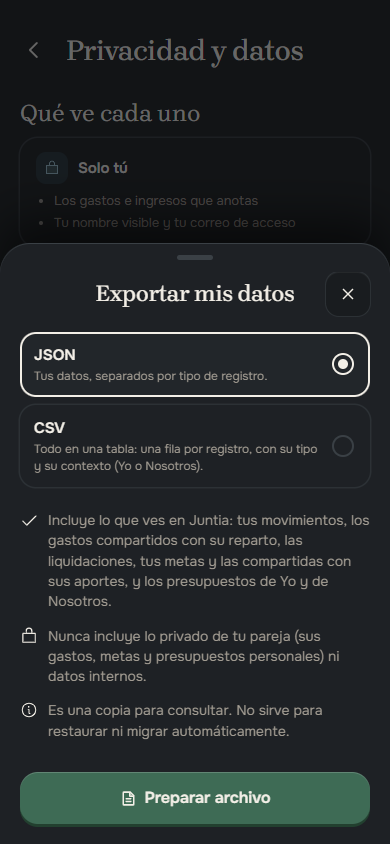 Privacidad y datos
Qué ve cada uno
Solo tú
• Los gastos e ingresos que anotas
• Tu nombre visible y tu correo de acceso
Exportar mis datos
JSON
Tus datos, separados por tipo de registro.
CSV
Todo en una tabla: una fila por registro, con su tipo
y su contexto (Yo o Nosotros).
Incluye lo que ves en Juntia: tus movimientos, los
gastos compartidos con su reparto, las
liquidaciones, tus metas y las compartidas con
sus aportes, y los presupuestos de Yo y de
Nosotros.
Nunca incluye lo privado de tu pareja (sus
gastos, metas y presupuestos personales) ni
datos internos.
Es una copia para consultar. No sirve para
restaurar ni migrar automáticamente.
Preparar archivo